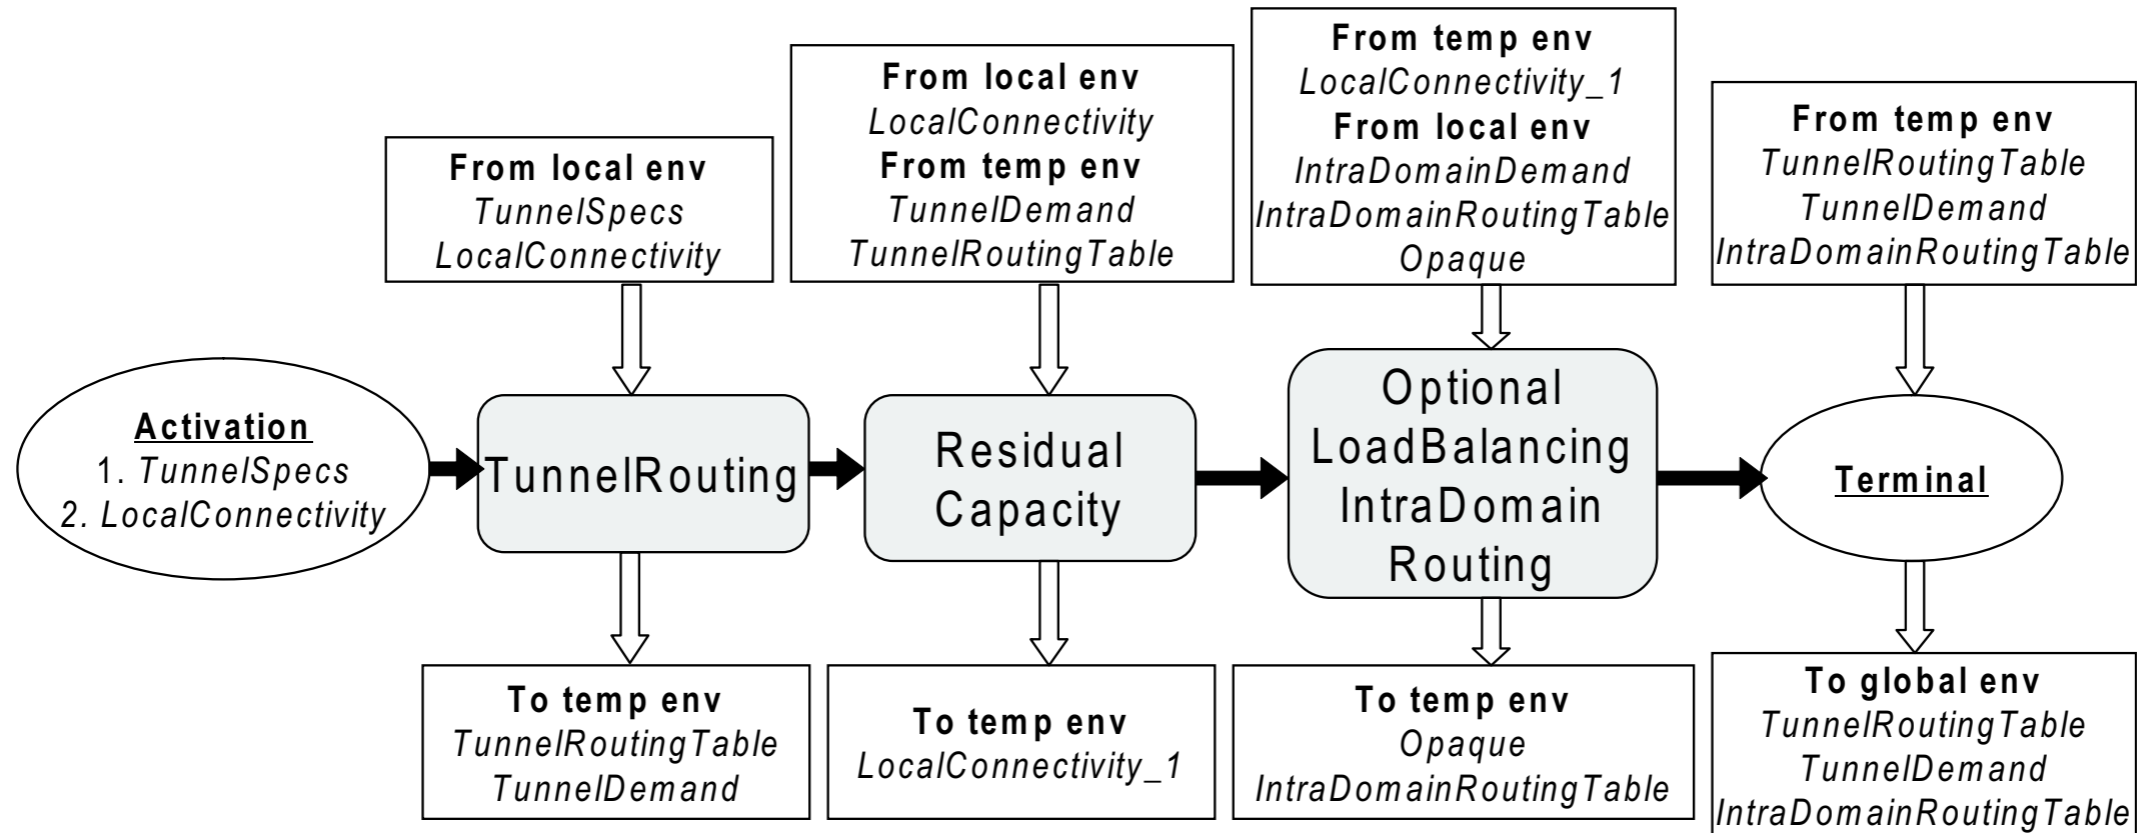 From local env
TunnelSpecs
LocalConnectivity
From local env
LocalConnectivity
From temp env
TunnelDemand
TunnelRoutingTable
From temp env
LocalConnectivity_1
From local env
IntraDomainDemand
IntraDomainRoutingTable
Opaque
From temp env
TunnelRoutingTable
TunnelDemand
IntraDomainRoutingTable
Activation
1. TunnelSpecs
2. LocalConnectivity
TunnelRouting
Residual
Capacity
Optional
LoadBalancing
IntraDomain
Routing
Terminal
To temp env
TunnelRoutingTable
TunnelDemand
To temp env
LocalConnectivity_1
To temp env
Opaque
IntraDomainRoutingTable
To global env
TunnelRoutingTable
TunnelDemand
IntraDomainRoutingTable